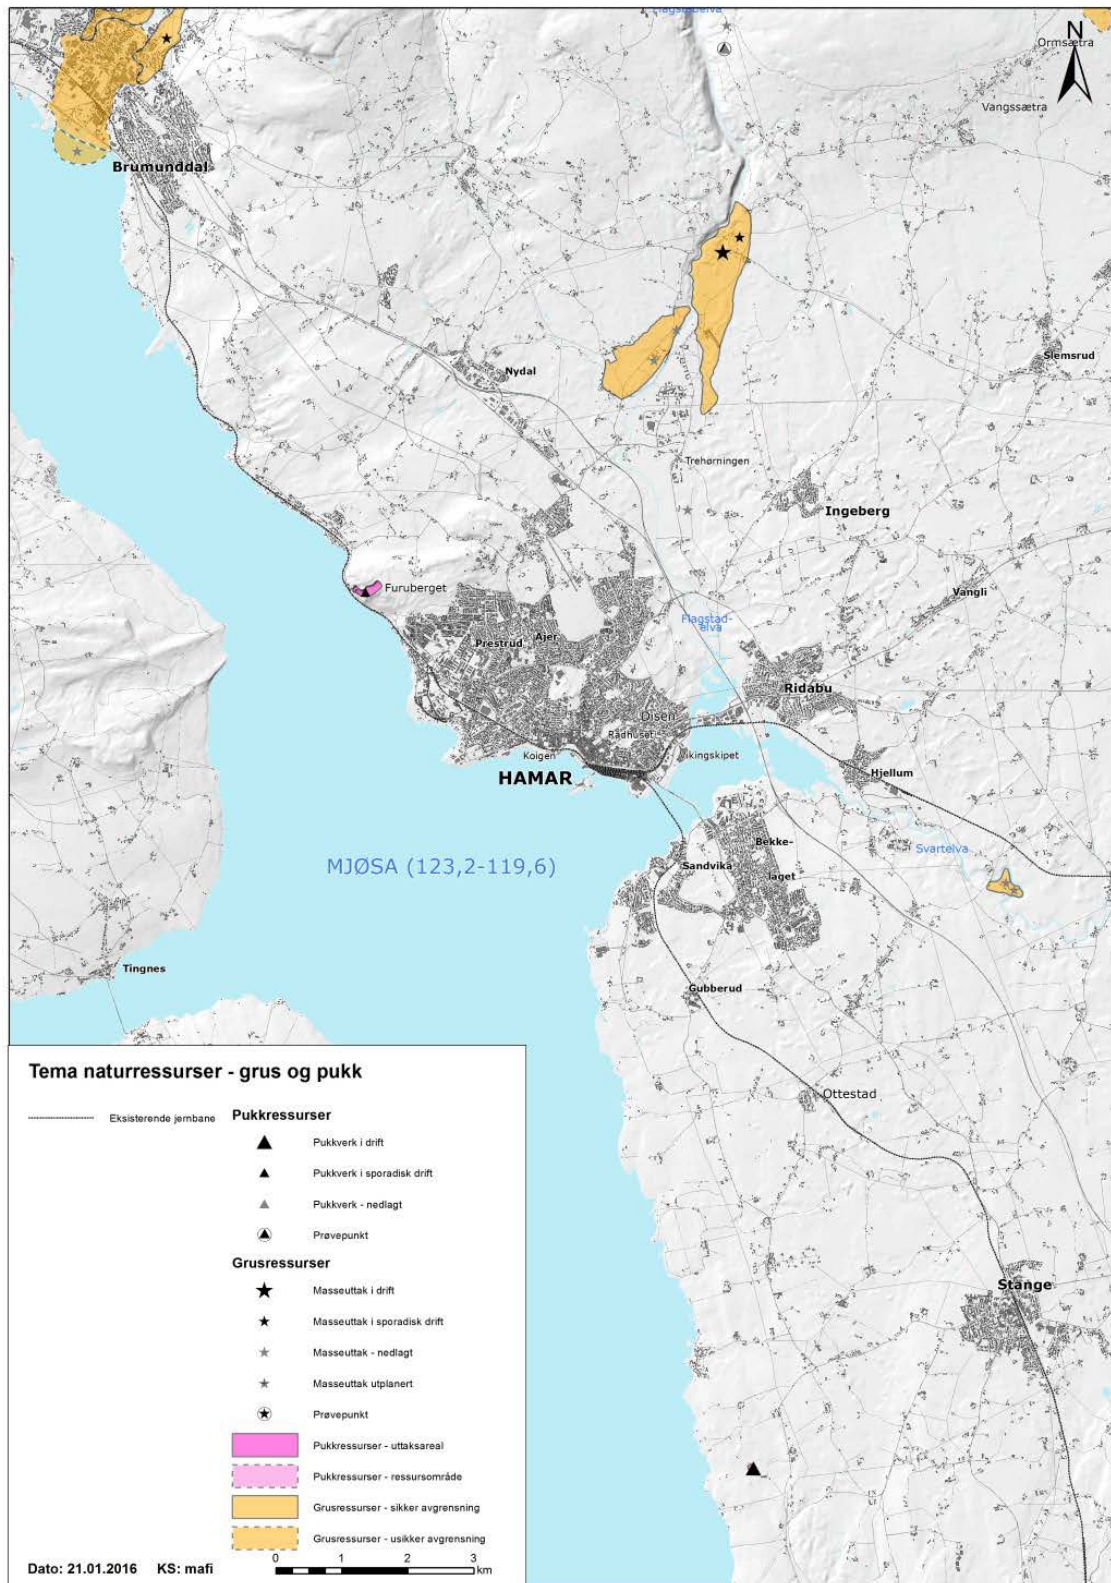 Flagstadelva
N
Ormsætra
Vangssætra
Brumunddal
Slemsrud
Nydal
Trehørningen
Ingeberg
Furuberget
Vangli
Flagstad-
elva
Prestrud
Ajer
Ridabu
Disen
Rådhuset
Koigen
Vikingskipet
HAMAR
Hjellum
Bekke-
laget
Svartelva
Sandvika
MJØSA (123,2-119,6)
Tingnes
Gubberud
Ottestad
Stange
Tema naturressurser - grus og pukk
Eksisterende jernbane
Pukkressurser
Pukkverk i drift
Pukkverk i sporadisk drift
Pukkverk - nedlagt
Prøvepunkt
Grusressurser
Masseuttak i drift
Masseuttak i sporadisk drift
Masseuttak - nedlagt
Masseuttak utplanert
Prøvepunkt
Pukkressurser - uttaksareal
Pukkressurser - ressursområde
Grusressurser - sikker avgrensning
Grusressurser - usikker avgrensning
Dato: 21.01.2016 KS: mafi
0 1 2 3
km